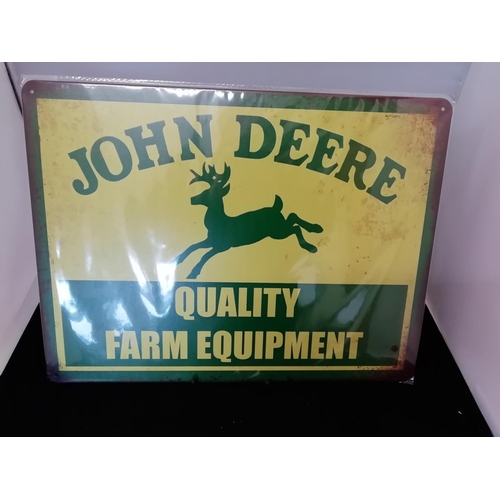 JOHN DEERE
QUALITY
FARM EQUIPMENT